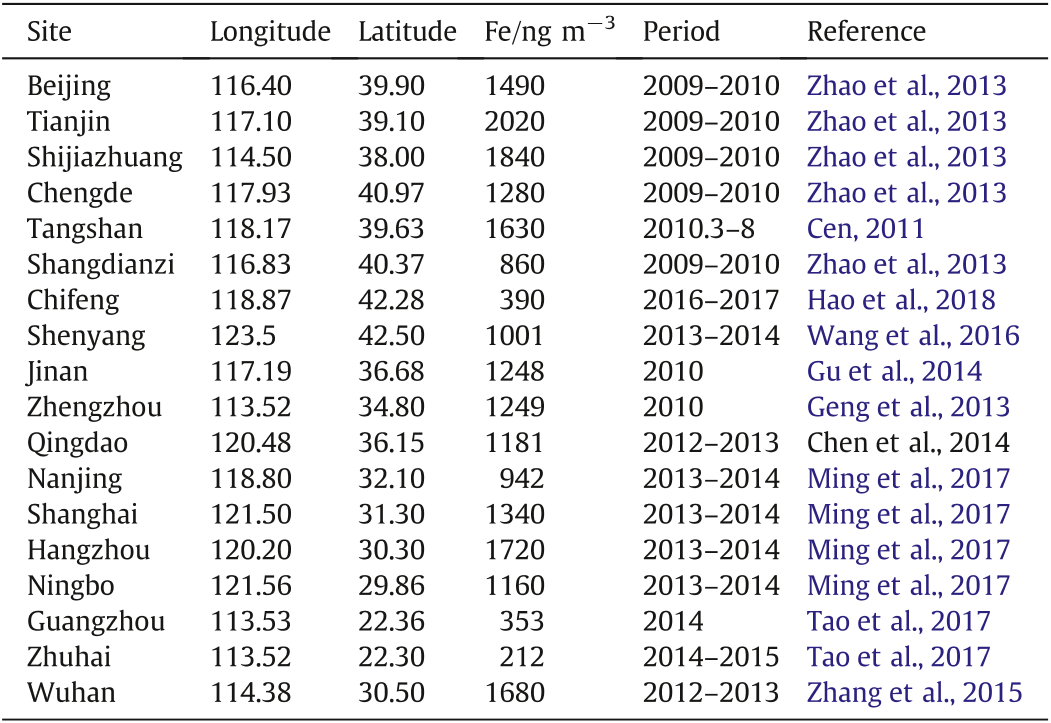 Site Longitude Latitude Fe/ng m⁻³ Period Reference
Beijing 116.40 39.90 1490 2009–2010 Zhao et al., 2013
Tianjin 117.10 39.10 2020 2009–2010 Zhao et al., 2013
Shijiazhuang 114.50 38.00 1840 2009–2010 Zhao et al., 2013
Chengde 117.93 40.97 1280 2009–2010 Zhao et al., 2013
Tangshan 118.17 39.63 1630 2010.3–8 Cen, 2011
Shangdianzi 116.83 40.37 860 2009–2010 Zhao et al., 2013
Chifeng 118.87 42.28 390 2016–2017 Hao et al., 2018
Shenyang 123.5 42.50 1001 2013–2014 Wang et al., 2016
Jinan 117.19 36.68 1248 2010 Gu et al., 2014
Zhengzhou 113.52 34.80 1249 2010 Geng et al., 2013
Qingdao 120.48 36.15 1181 2012–2013 Chen et al., 2014
Nanjing 118.80 32.10 942 2013–2014 Ming et al., 2017
Shanghai 121.50 31.30 1340 2013–2014 Ming et al., 2017
Hangzhou 120.20 30.30 1720 2013–2014 Ming et al., 2017
Ningbo 121.56 29.86 1160 2013–2014 Ming et al., 2017
Guangzhou 113.53 22.36 353 2014 Tao et al., 2017
Zhuhai 113.52 22.30 212 2014–2015 Tao et al., 2017
Wuhan 114.38 30.50 1680 2012–2013 Zhang et al., 2015